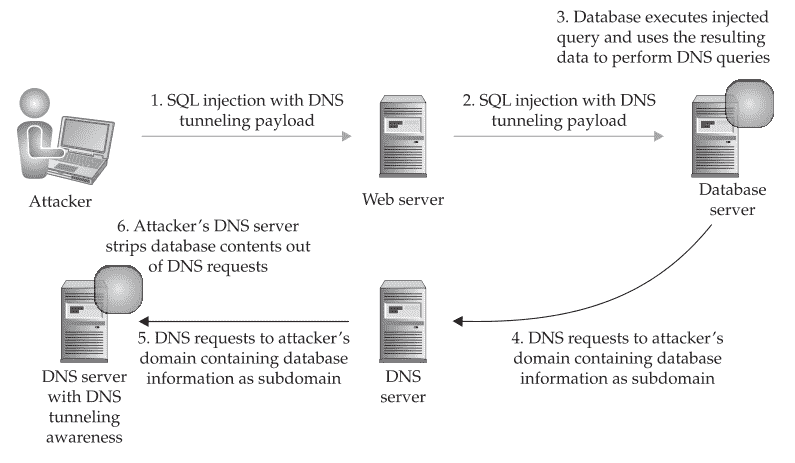 3. Database executes injected
query and uses the resulting
data to perform DNS queries
1. SQL injection with DNS
tunneling payload
2. SQL injection with DNS
tunneling payload
Attacker
Web server
Database
server
6. Attacker's DNS server
strips database contents out
of DNS requests
5. DNS requests to attacker's
domain containing database
information as subdomain
4. DNS requests to attacker's
domain containing database
information as subdomain
DNS server
with DNS
tunneling
awareness
DNS
server